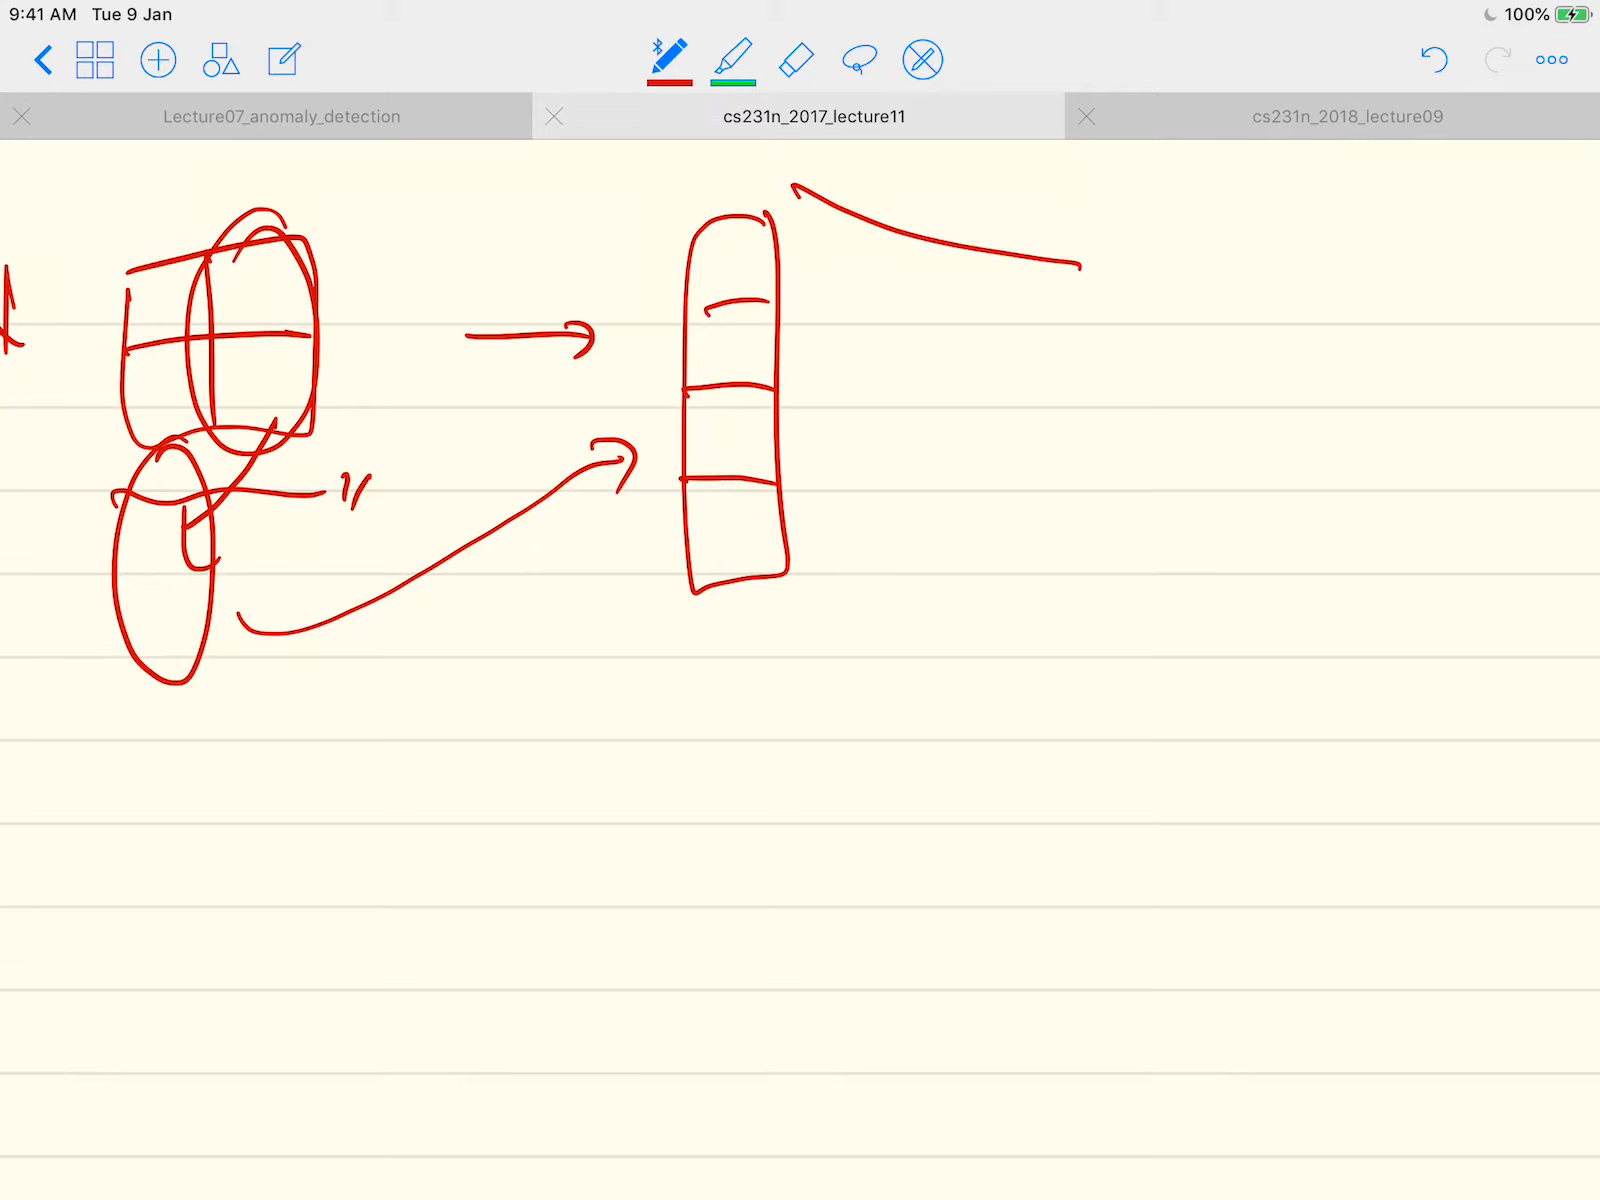 9:41 AM Tue 9 Jan 100%
Lecture07_anomaly_detection cs231n_2017_lecture11 cs231n_2018_lecture09